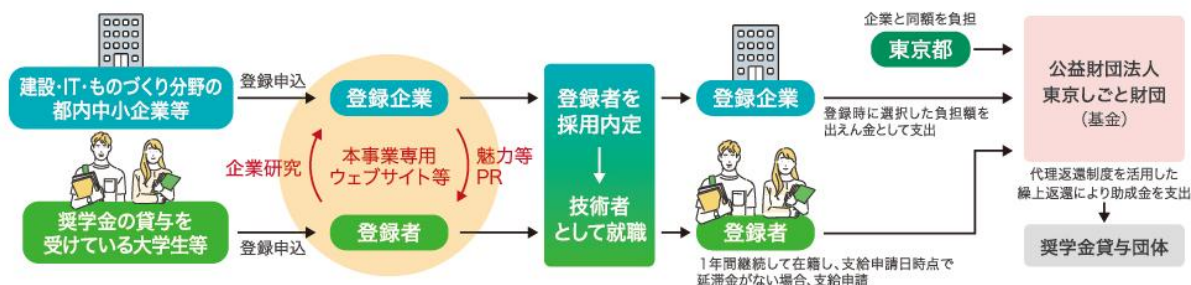 建設・IT・ものづくり分野の
都内中小企業等
登録申込
奨学金の貸与を
受けている大学生等
登録申込
登録企業
企業研究
本事業専用
ウェブサイト等
魅力等
PR
登録者
登録者を
採用内定
技術者
として就職
登録企業
登録時に選択した負担額を
出えん金として支出
登録者
1年間継続して在籍し、支給申請日時点で
延滞金がない場合、支給申請
企業と同額を負担
東京都
公益財団法人
東京しごと財団
（基金）
代理返還制度を活用した
繰上返還により助成金を支出
奨学金貸与団体